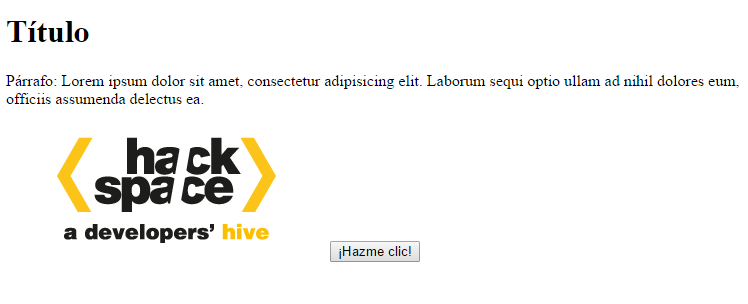 Título
Párrafo: Lorem ipsum dolor sit amet, consectetur adipisicing elit. Laborum sequi optio ullam ad nihil dolores eum,
officiis assumenda delectus ea.
hack
space
a developers' hive
¡Hazme clic!